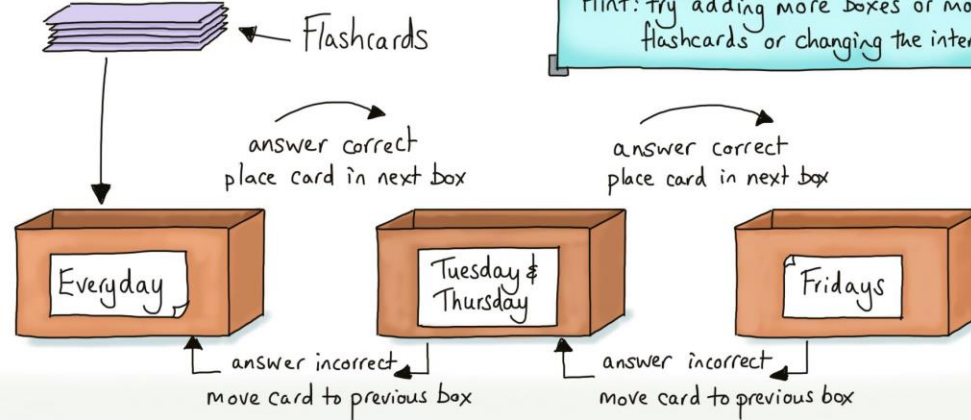 Hint: try adding more boxes or
flashcards or changing the
Flashcards
answer correct
place card in next box
answer correct
place card in next box
Everyday
Tuesday &
Thursday
Fridays
answer incorrect
move card to previous box
answer incorrect
move card to previous box